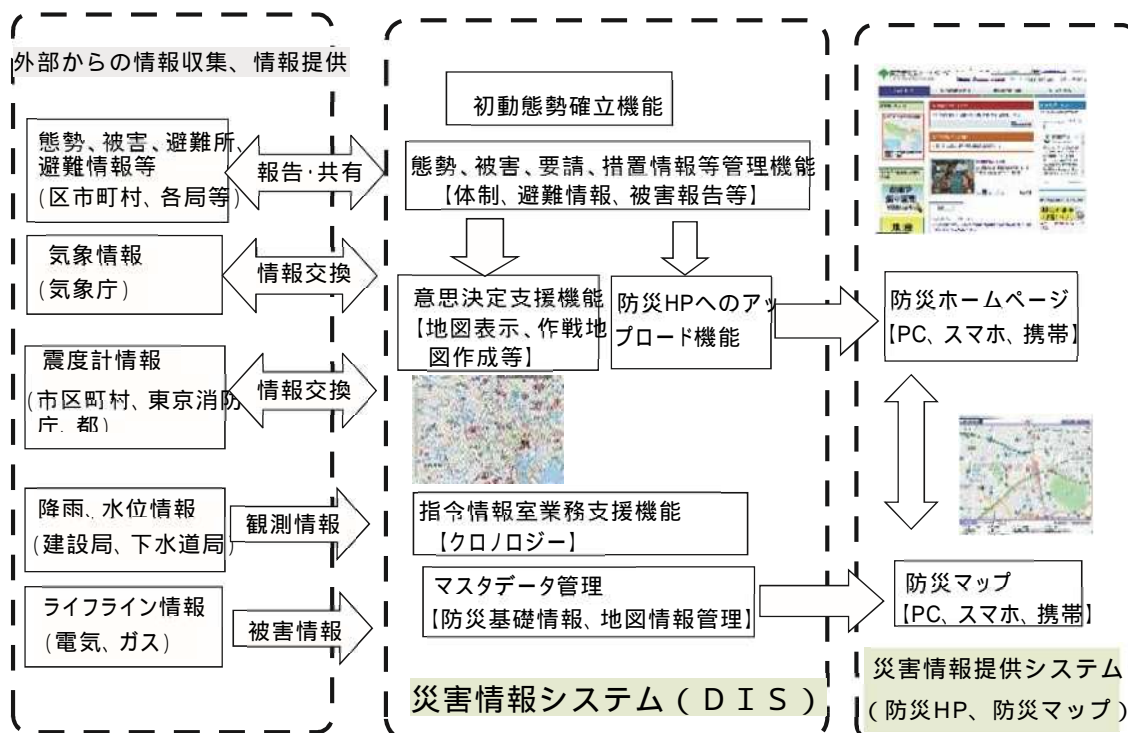 外部からの情報収集、情報提供
態勢、被害、避難所、
避難情報等
(区市町村、各局等)
報告・共有
気象情報
(気象庁)
情報交換
震度計情報
(市区町村、東京消防
庁、都)
情報交換
降雨、水位情報
(建設局、下水道局)
観測情報
ライフライン情報
(電気、ガス)
被害情報
初動態勢確立機能
態勢、被害、要請、措置情報等管理機能
【体制、避難情報、被害報告等】
意思決定支援機能
【地図表示、作戦地
図作成等】
防災HPへのアッ
プロード機能
指令情報室業務支援機能
【クロノロジー】
マスタデータ管理
【防災基礎情報、地図情報管理】
災害情報システム(DIS)
防災ホームページ
【PC、スマホ、携帯】
防災マップ
【PC、スマホ、携帯】
災害情報提供システム
(防災HP、防災マップ)